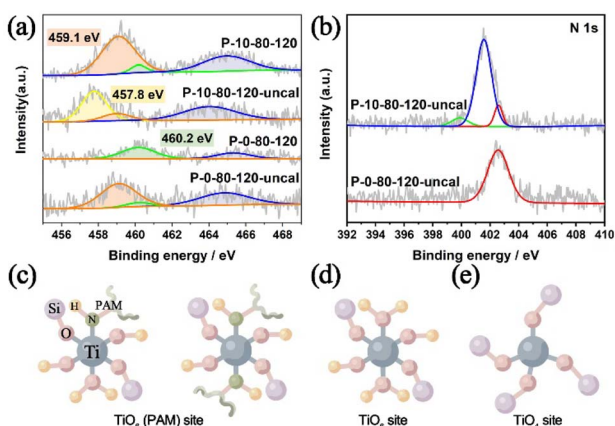 (a)
459.1 eV
P-10-80-120
457.8 eV
P-10-80-120-uncal
460.2 eV
P-0-80-120
P-0-80-120-uncal
Intensity(a.u.)
456 458 460 462 464 466 468
Binding energy / eV
(b)
N 1s
P-10-80-120-uncal
P-0-80-120-uncal
Intensity(a.u.)
392 394 396 398 400 402 404 406 408 410
Binding energy / eV
(c)
Si
H
PAM
N
O
Ti
TiO6 (PAM) site
(d)
TiO6 site
(e)
TiO4 site